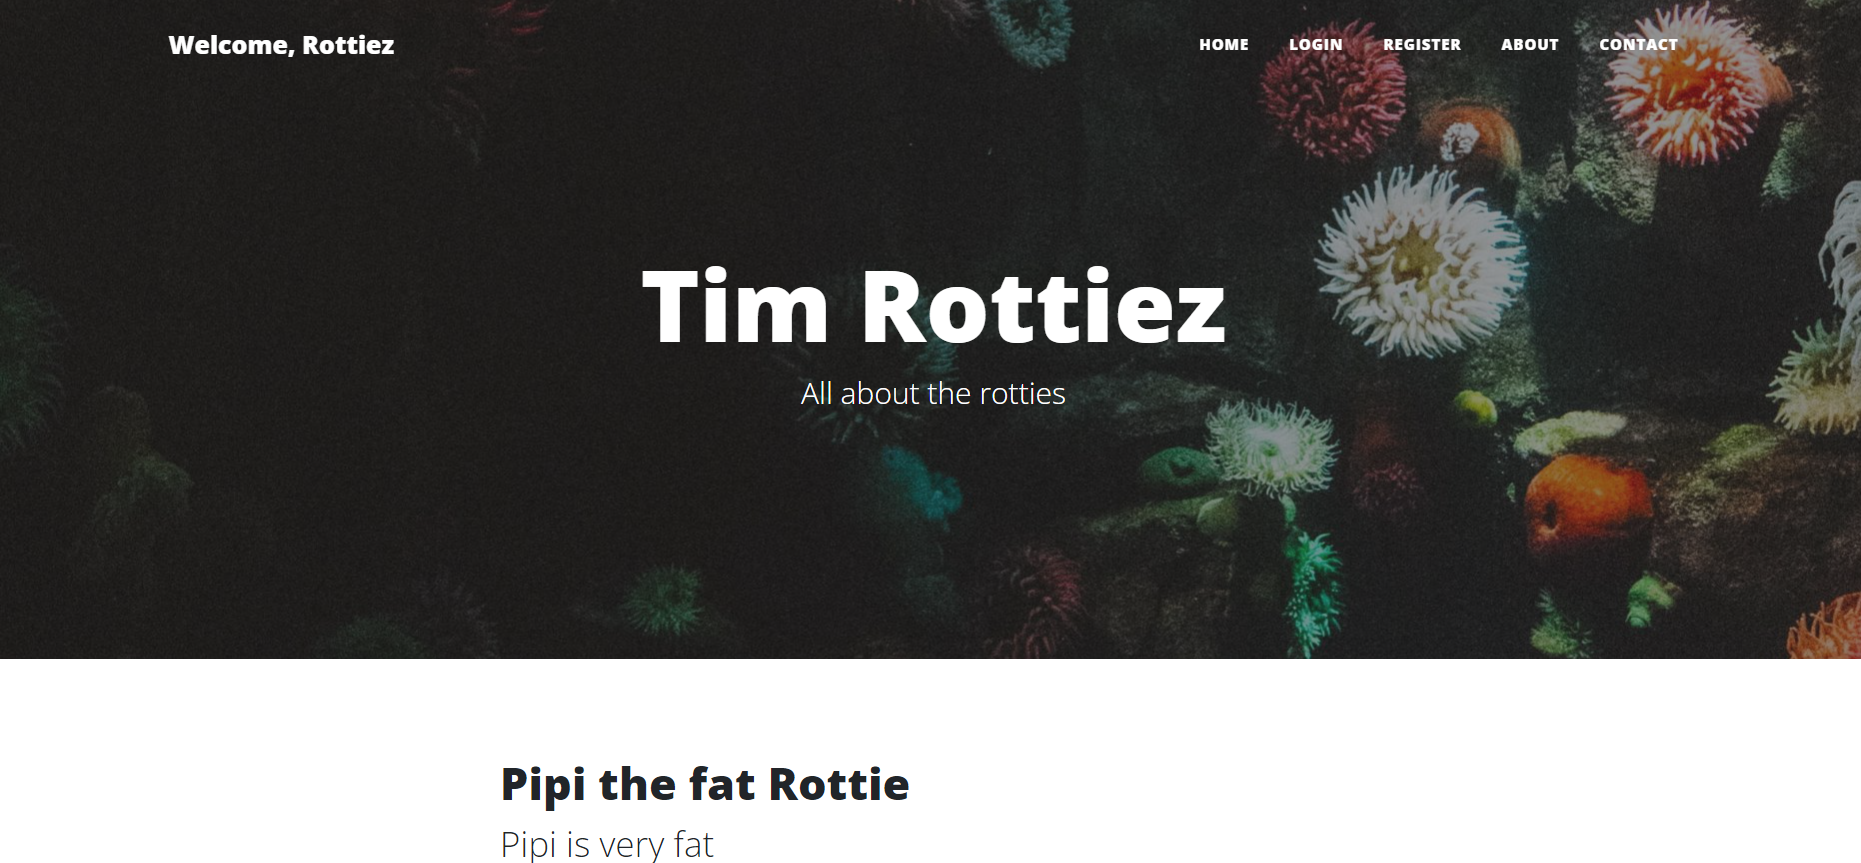 Welcome, Rottiez
HOME LOGIN REGISTER ABOUT CONTACT
Tim Rottiez
All about the rotties
Pipi the fat Rottie
Pipi is very fat